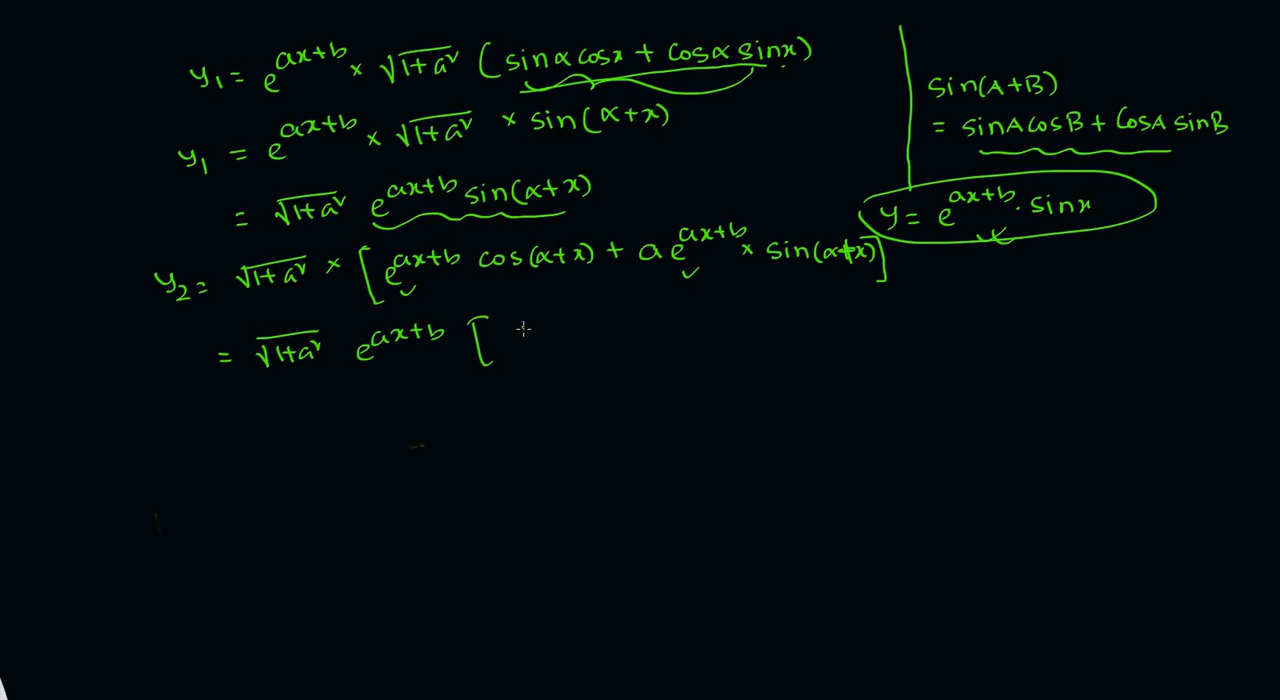 y₁ = e^{ax+b} × √1+a² (sinα cosx + cosα sinx)
y₁ = e^{ax+b} × √1+a² × sin(α+x)
= √1+a² e^{ax+b} sin(α+x)
y₂ = √1+a² × [e^{ax+b} cos(α+x) + a e^{ax+b} × sin(α+x)]
= √1+a² e^{ax+b} [
sin(A+B)
= sinA cosB + cosA sinB
y = e^{ax+b} · sinx